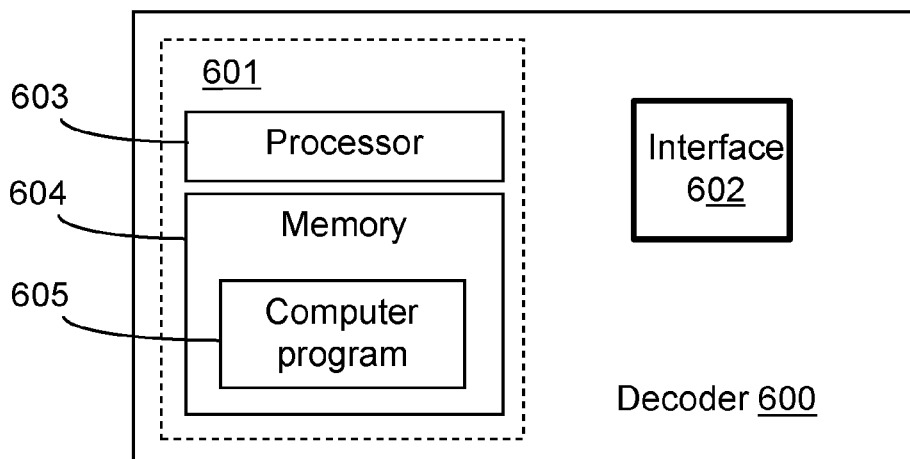 601
603
Processor
Interface
602
604
Memory
605
Computer
program
Decoder 600